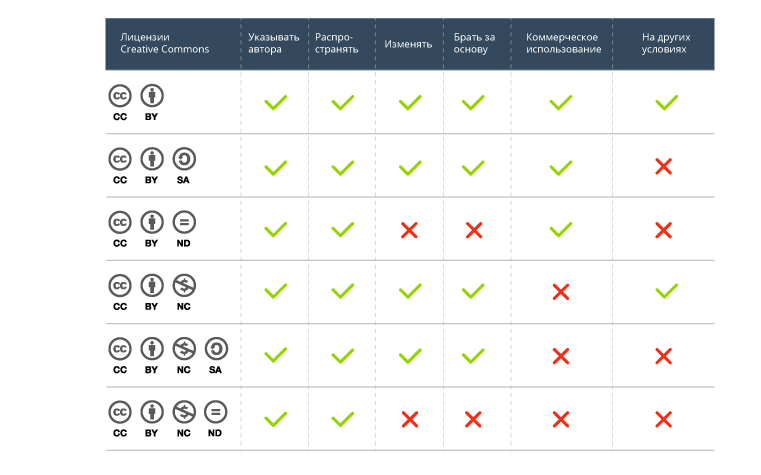 Лицензии
Creative Commons
Указывать
автора
Распро-
странять
Изменять
Брать за
основу
Коммерческое
использование
На других
условиях
CC BY
CC BY SA
CC BY ND
CC BY NC
CC BY NC SA
CC BY NC ND